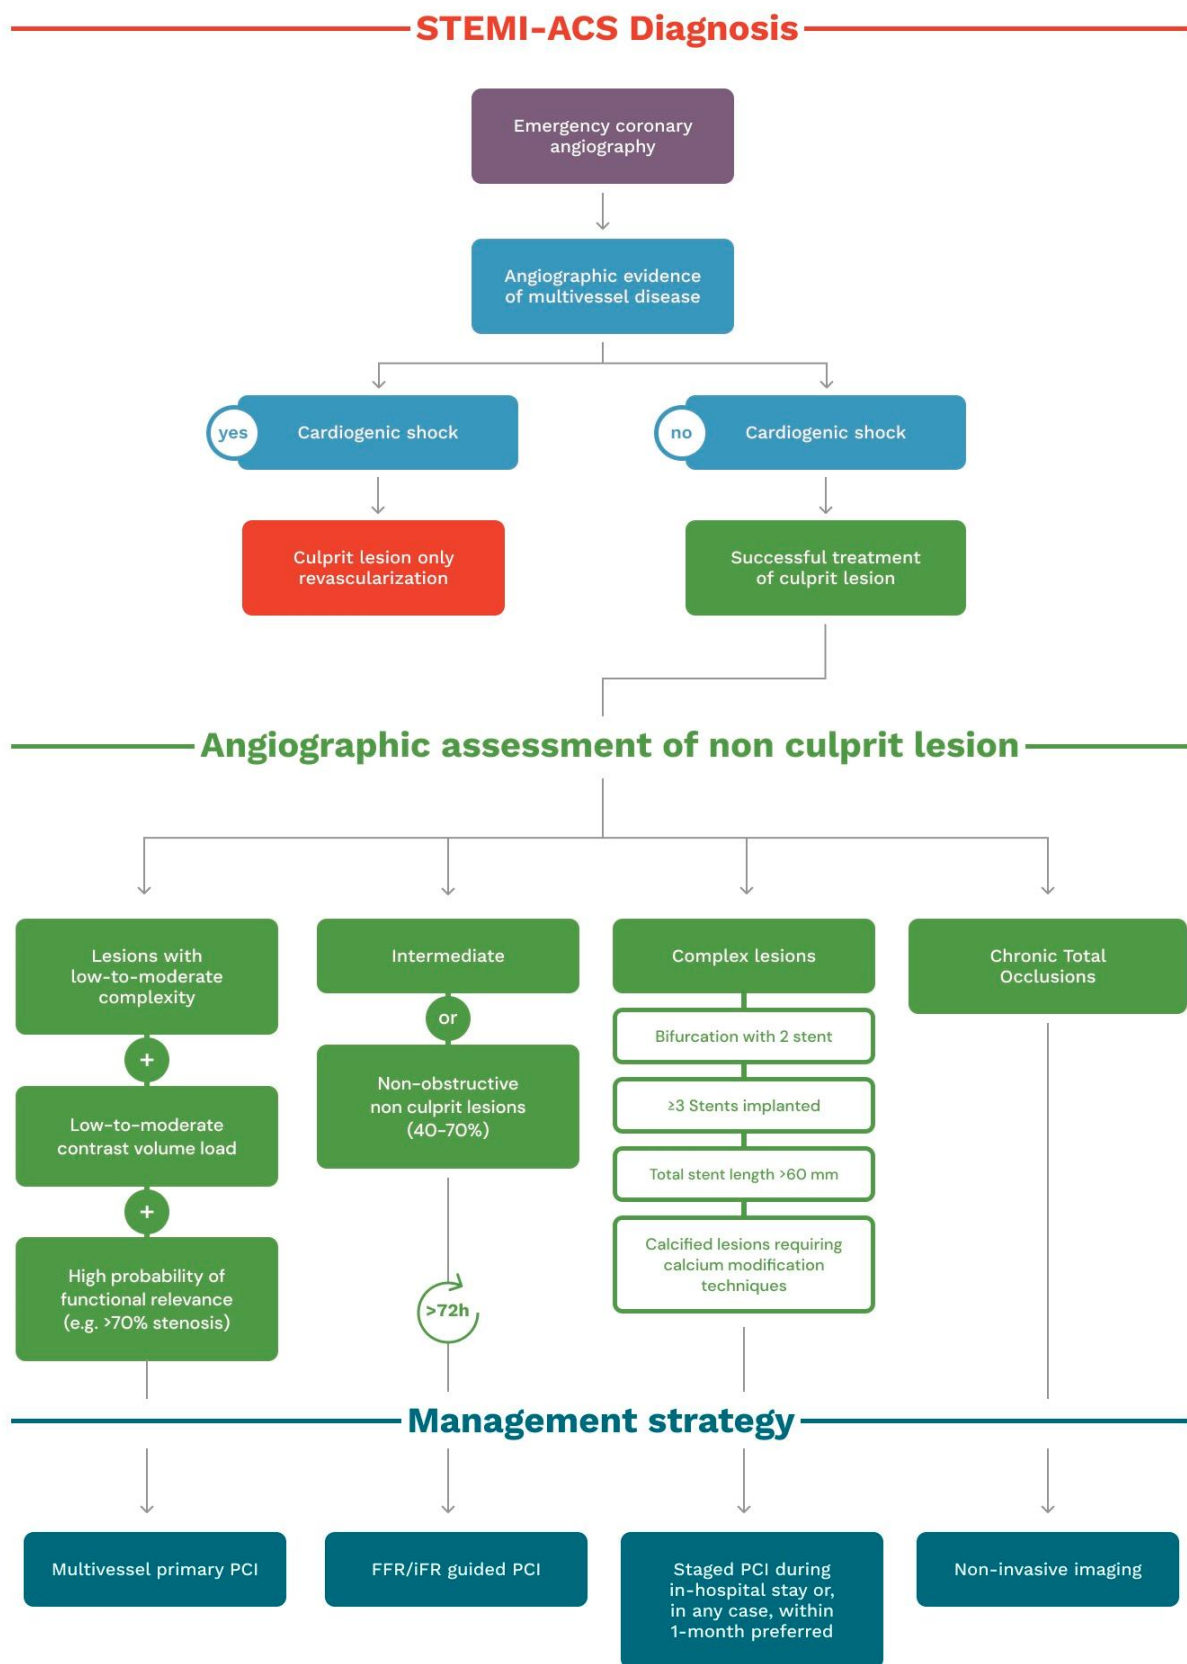 STEMI-ACS Diagnosis
Emergency coronary
angiography
Angiographic evidence
of multivessel disease
yes
Cardiogenic shock
no
Cardiogenic shock
Culprit lesion only
revascularization
Successful treatment
of culprit lesion
Angiographic assessment of non culprit lesion
Lesions with
low-to-moderate
complexity
+
Low-to-moderate
contrast volume load
+
High probability of
functional relevance
(e.g. >70% stenosis)
Intermediate
or
Non-obstructive
non culprit lesions
(40-70%)
>72h
Complex lesions
Bifurcation with 2 stent
≥3 Stents implanted
Total stent length >60 mm
Calcified lesions requiring
calcium modification
techniques
Chronic Total
Occlusions
Management strategy
Multivessel primary PCI
FFR/iFR guided PCI
Staged PCI during
in-hospital stay or,
in any case, within
1-month preferred
Non-invasive imaging